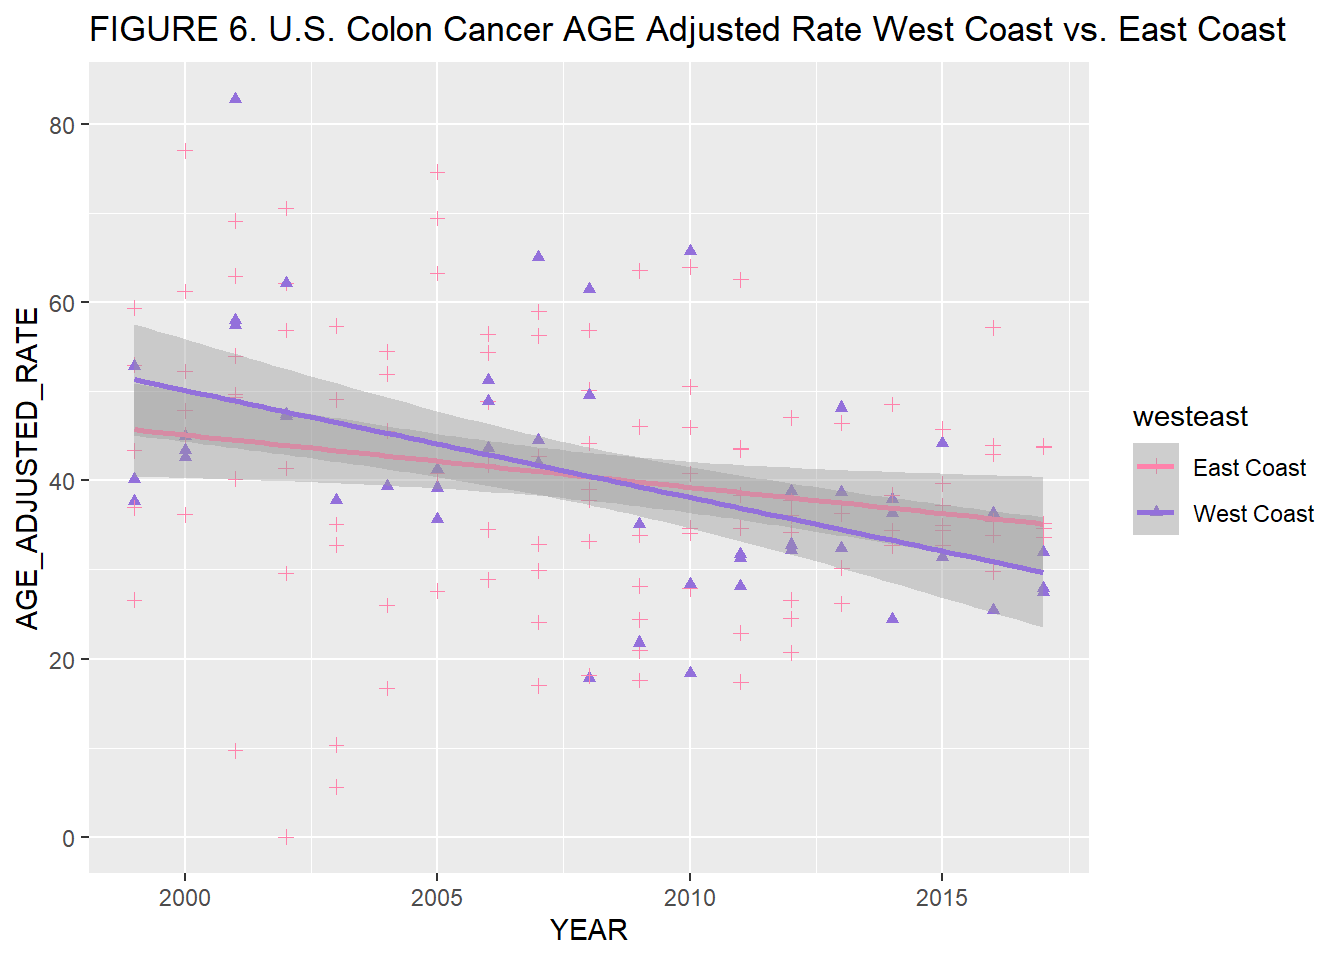 FIGURE 6. U.S. Colon Cancer AGE Adjusted Rate West Coast vs. East Coast
AGE_ADJUSTED_RATE
80
60
40
20
0
2000 2005 2010 2015
YEAR
westeast
East Coast
West Coast